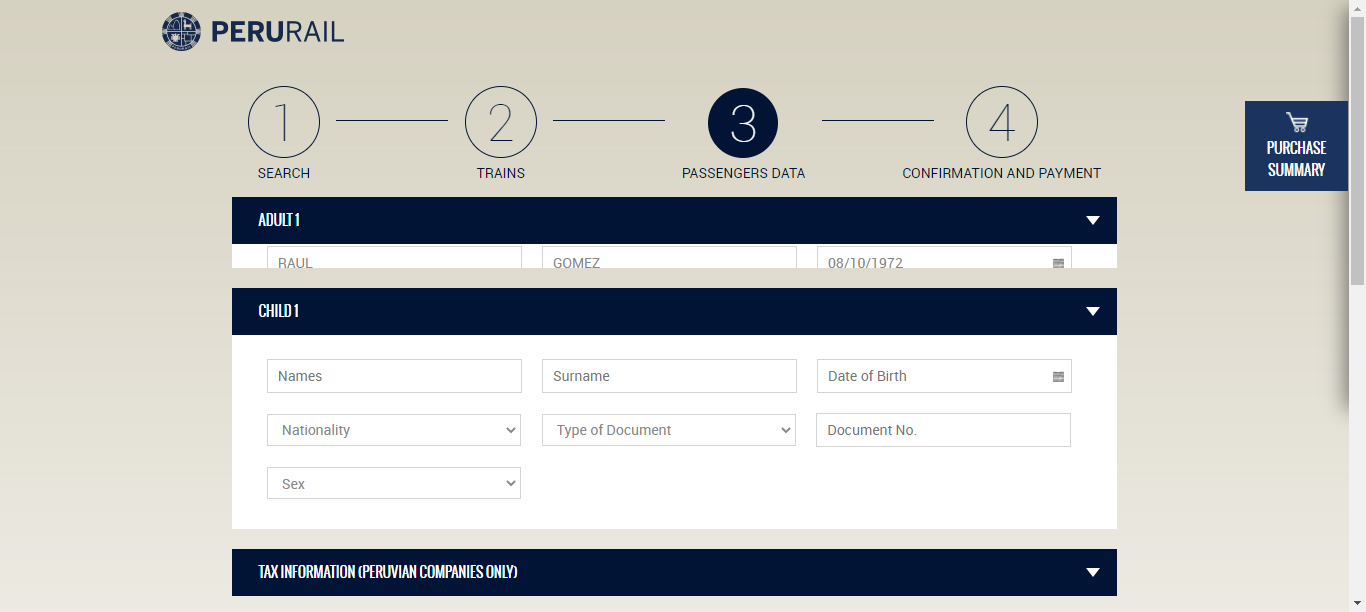 PERURAIL
1
2
3
4
SEARCH
TRAINS
PASSENGERS DATA
CONFIRMATION AND PAYMENT
PURCHASE
SUMMARY
ADULT 1
RAUL
GOMEZ
08/10/1972
CHILD 1
Names
Surname
Date of Birth
Nationality
Type of Document
Document No.
Sex
TAX INFORMATION (PERUVIAN COMPANIES ONLY)